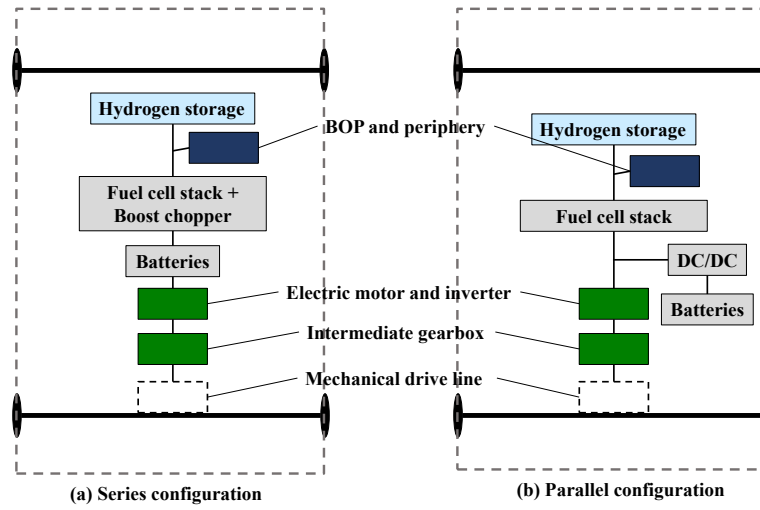 Hydrogen storage
BOP and periphery
Fuel cell stack +
Boost chopper
Batteries
Electric motor and inverter
Intermediate gearbox
Mechanical drive line
(a) Series configuration
Hydrogen storage
Fuel cell stack
DC/DC
Batteries
(b) Parallel configuration